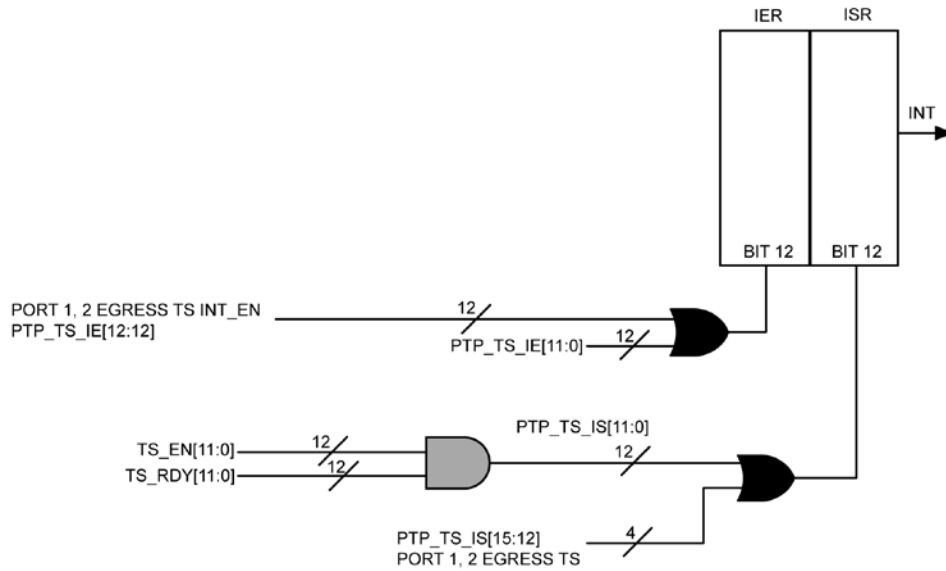 IER ISR
INT
BIT 12 BIT 12
PORT 1, 2 EGRESS TS INT_EN
PTP_TS_IE[12:12]
12
PTP_TS_IE[11:0]
12
PTP_TS_IS[11:0]
TS_EN[11:0]
12
12
TS_RDY[11:0]
12
PTP_TS_IS[15:12]
4
PORT 1, 2 EGRESS TS